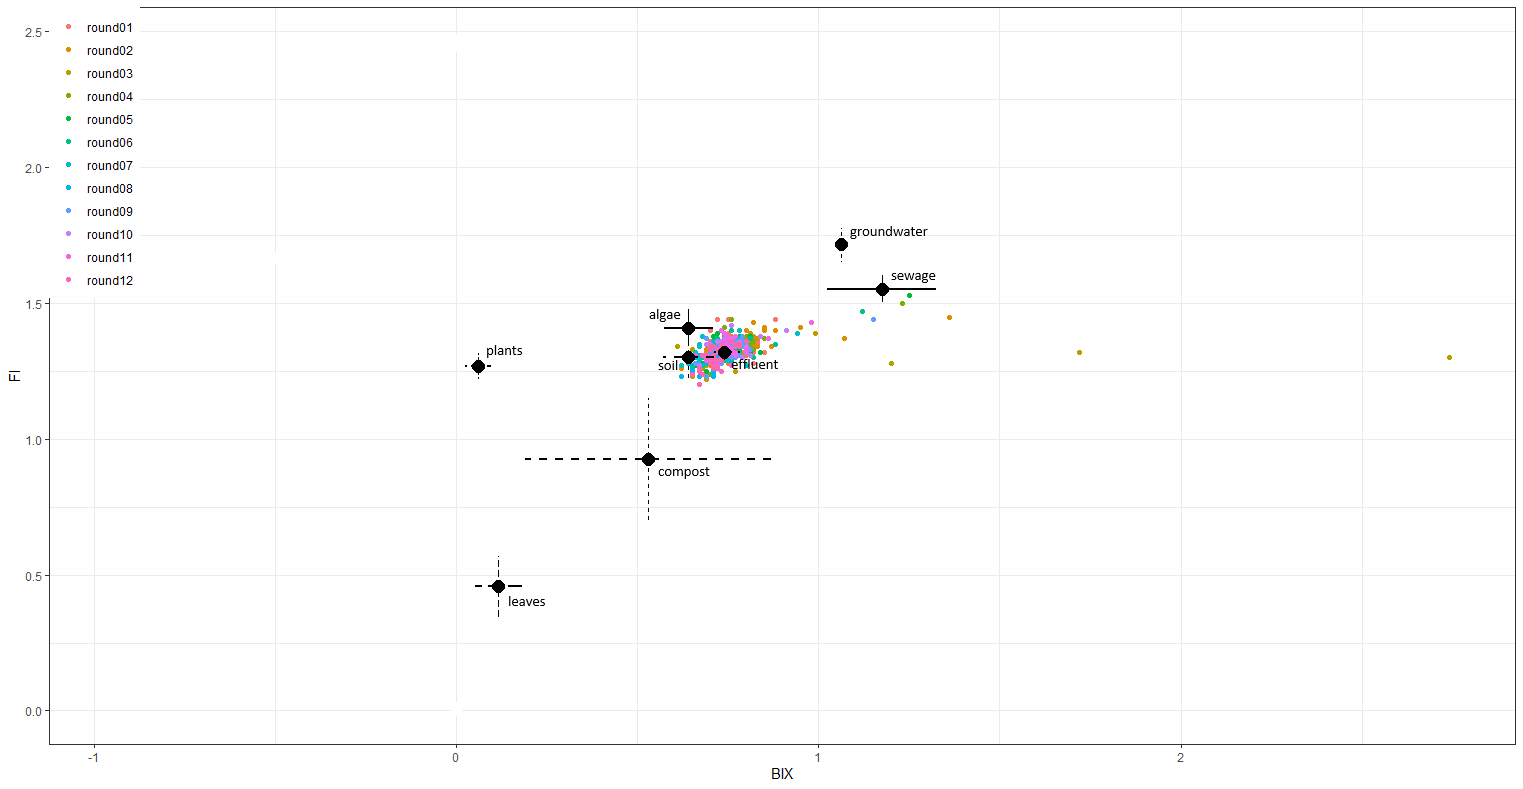 round01
round02
round03
round04
round05
round06
round07
round08
round09
round10
round11
round12
2.5
2.0
1.5
1.0
0.5
0.0
FI
groundwater
sewage
algae
plants
soil
effluent
compost
leaves
-1
0
1
2
BIX